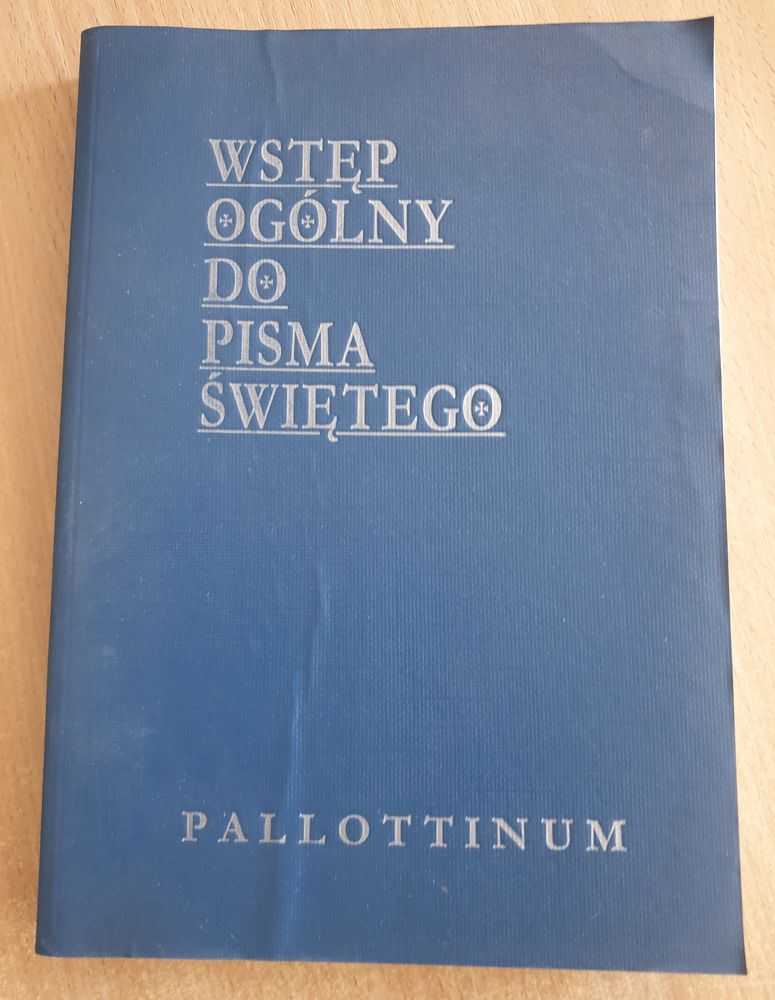 WSTĘP
OGÓLNY
DO
PISMA
ŚWIĘTEGO
PALLOTTINUM